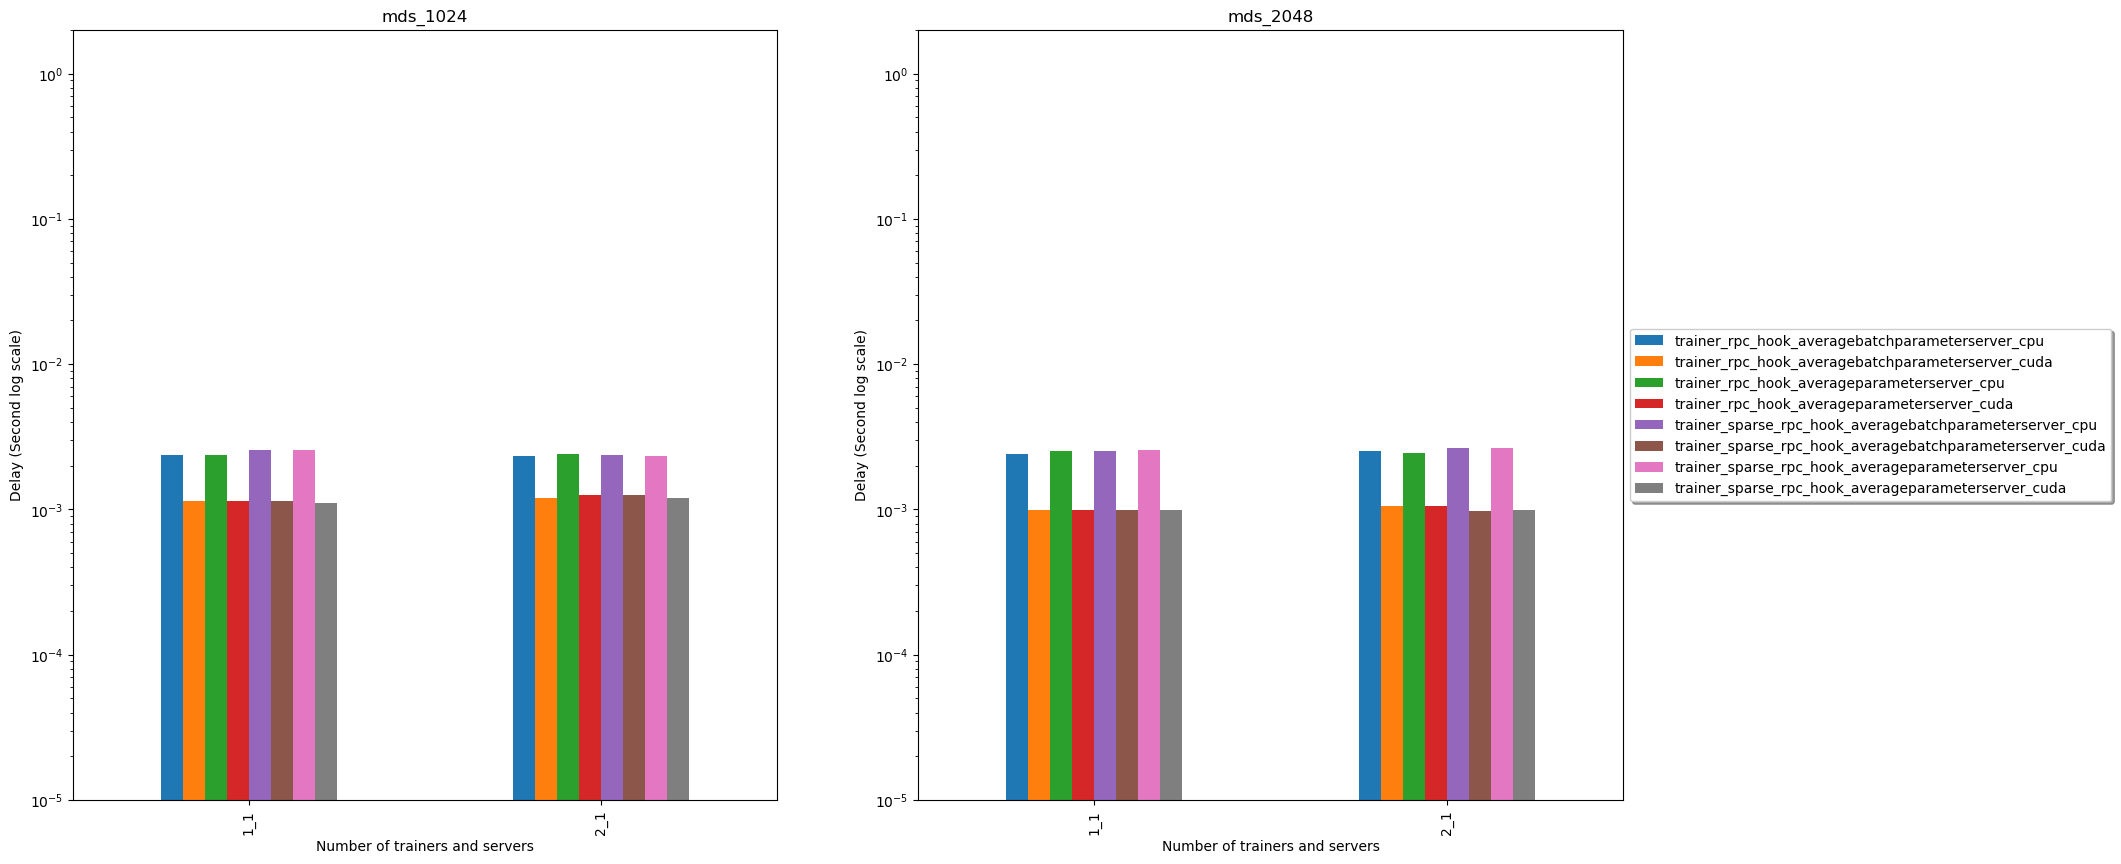 mds_1024
10⁰
10⁻¹
10⁻²
10⁻³
10⁻⁴
10⁻⁵
Delay (Second log scale)
1_1
2_1
Number of trainers and servers
mds_2048
10⁰
10⁻¹
10⁻²
10⁻³
10⁻⁴
10⁻⁵
Delay (Second log scale)
1_1
2_1
Number of trainers and servers
trainer_rpc_hook_averagebatchparameterserver_cpu
trainer_rpc_hook_averagebatchparameterserver_cuda
trainer_rpc_hook_averageparameterserver_cpu
trainer_rpc_hook_averageparameterserver_cuda
trainer_sparse_rpc_hook_averagebatchparameterserver_cpu
trainer_sparse_rpc_hook_averagebatchparameterserver_cuda
trainer_sparse_rpc_hook_averageparameterserver_cpu
trainer_sparse_rpc_hook_averageparameterserver_cuda